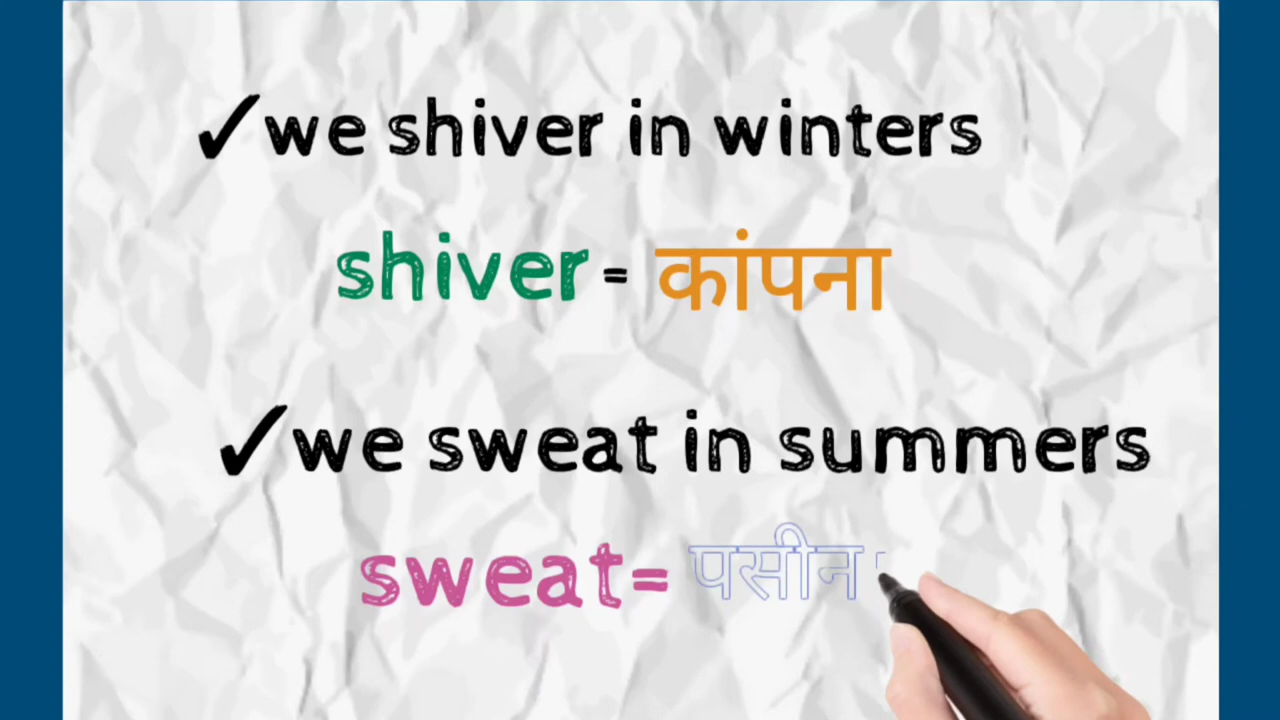 ✓we shiver in winters
shiver = कांपना
✓we sweat in summers
sweat= पसीन